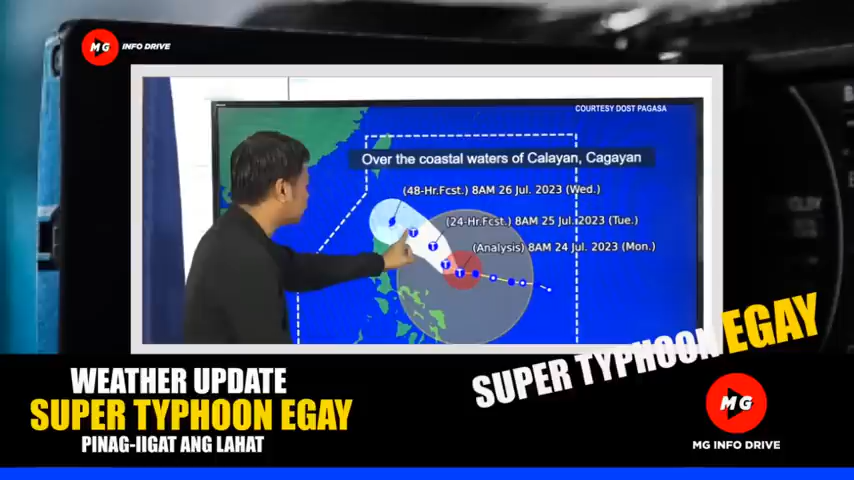 MG INFO DRIVE
COURTESY DOST PAGASA
Over the coastal waters of Calayan, Cagayan
(48-Hr.Fcst.) 8AM 26 Jul. 2023 (Wed.)
(24-Hr.Fcst.) 8AM 25 Jul. 2023 (Tue.)
(Analysis) 8AM 24 Jul. 2023 (Mon.)
SUPER TYPHOON EGAY
WEATHER UPDATE
SUPER TYPHOON EGAY
PINAG-IIGAT ANG LAHAT
MG
MG INFO DRIVE